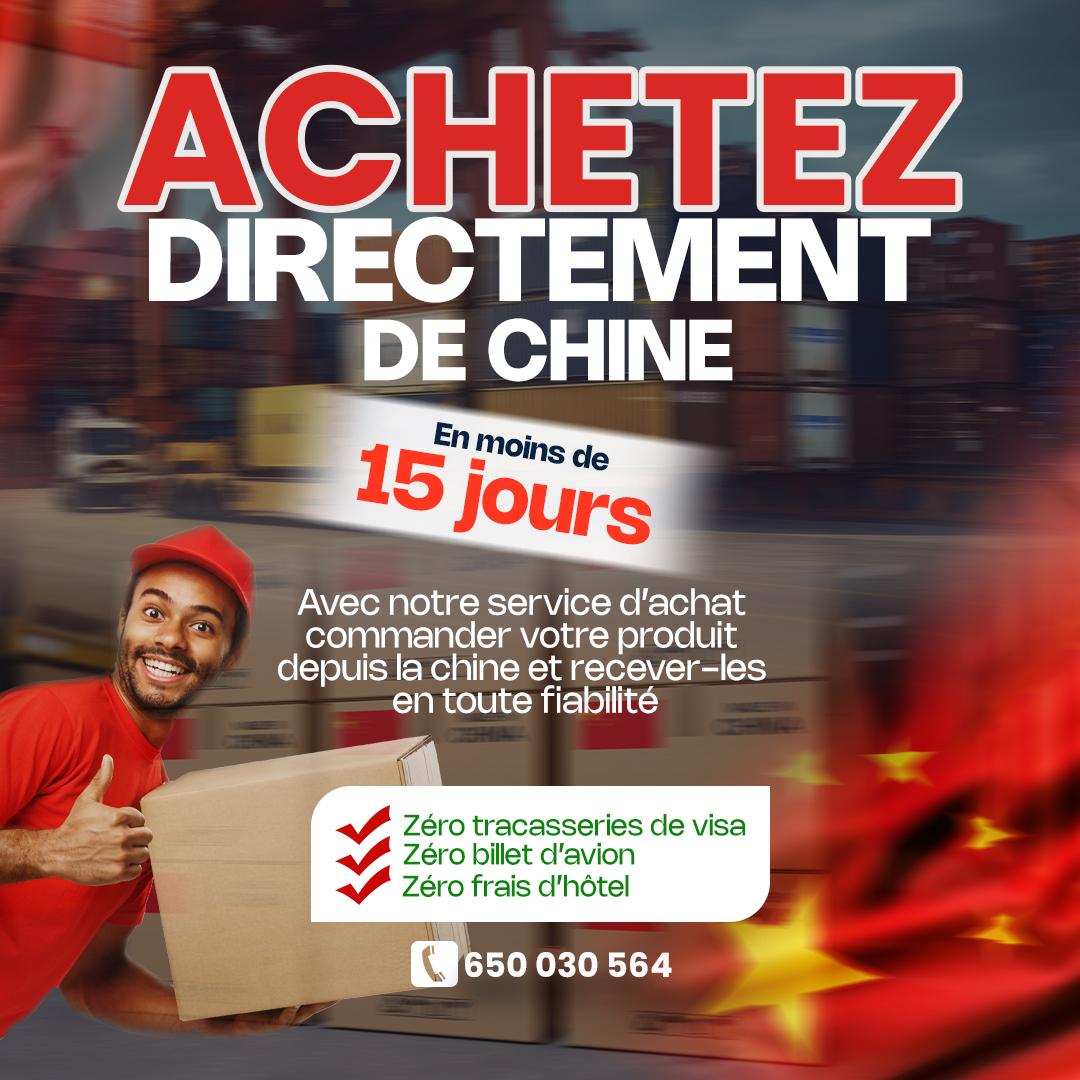 ACHETEZ
DIRECTEMENT
DE CHINE
En moins de
15 jours
Avec notre service d'achat
commander votre produit
depuis la chine et recever-les
en toute fiabilité
Zéro tracasseries de visa
Zéro billet d'avion
Zéro frais d'hôtel
650 030 564